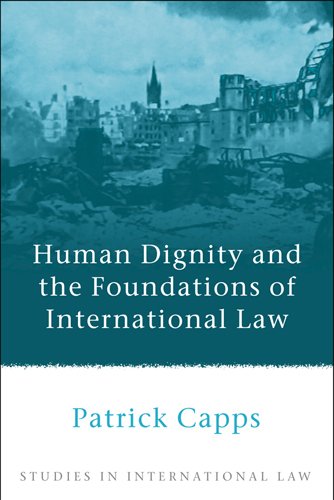 Human Dignity and
the Foundations of
International Law
Patrick Capps
STUDIES IN INTERNATIONAL LAW